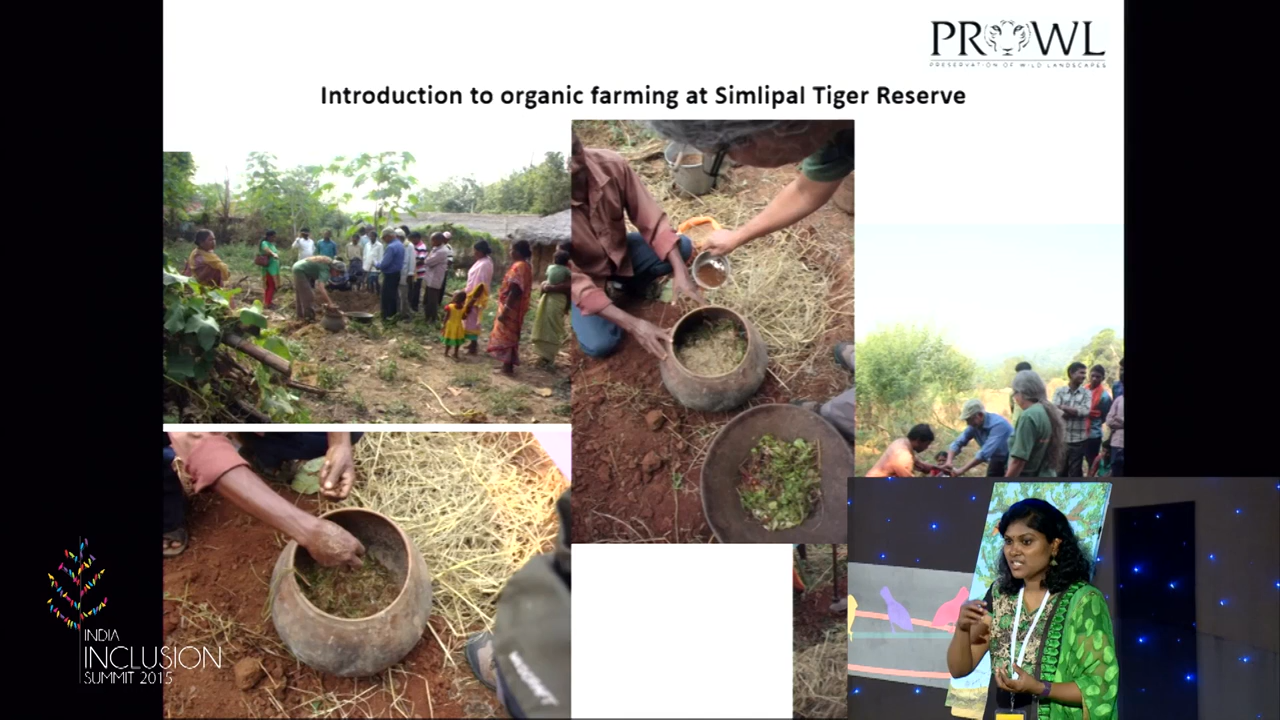 PROWL
PRESERVATION OF WILD LANDSCAPES
Introduction to organic farming at Simlipal Tiger Reserve
INDIA
INCLUSION
SUMMIT 2015